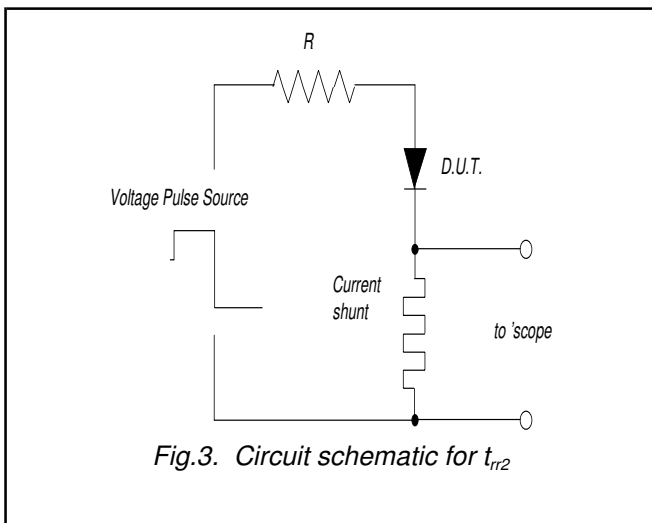 R
D.U.T.
Voltage Pulse Source
Current
shunt
to 'scope
Fig.3. Circuit schematic for trr2